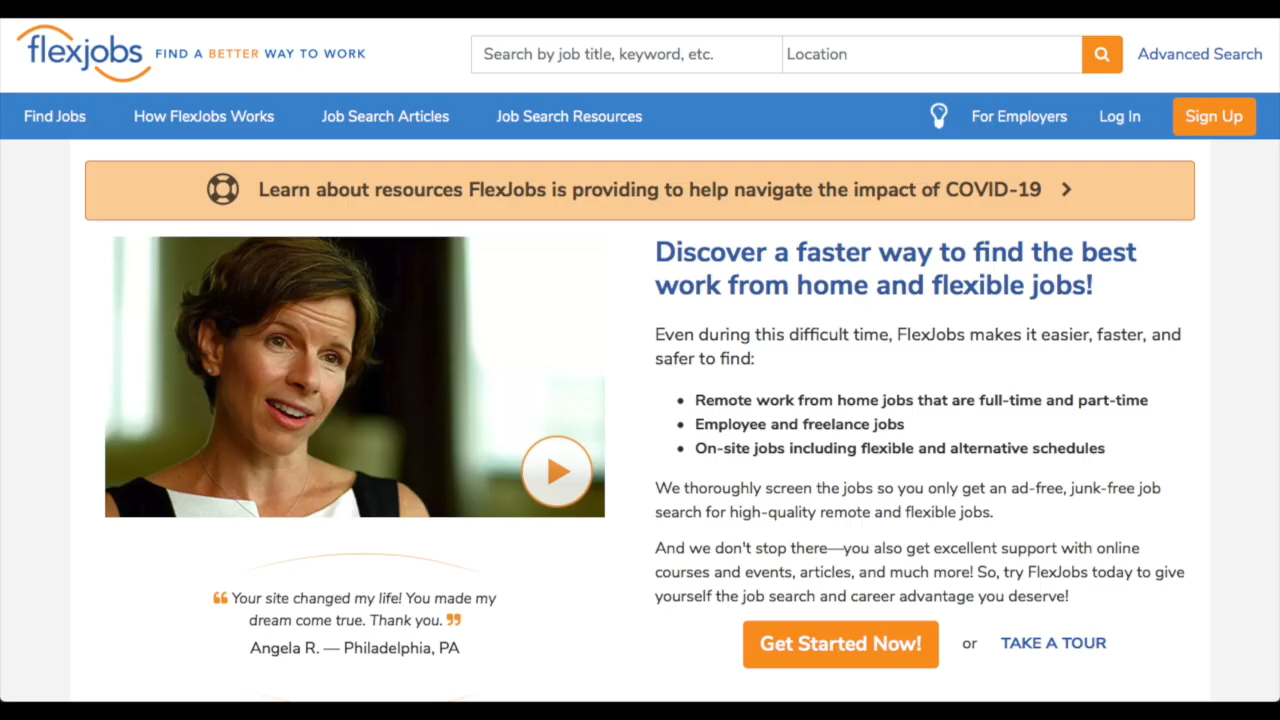 flexjobs FIND A BETTER WAY TO WORK
Search by job title, keyword, etc.
Location
Advanced Search
Find Jobs
How FlexJobs Works
Job Search Articles
Job Search Resources
For Employers
Log In
Sign Up
Learn about resources FlexJobs is providing to help navigate the impact of COVID-19
Discover a faster way to find the best
work from home and flexible jobs!
Even during this difficult time, FlexJobs makes it easier, faster, and
safer to find:
• Remote work from home jobs that are full-time and part-time
• Employee and freelance jobs
• On-site jobs including flexible and alternative schedules
We thoroughly screen the jobs so you only get an ad-free, junk-free job
search for high-quality remote and flexible jobs.
And we don't stop there—you also get excellent support with online
courses and events, articles, and much more! So, try FlexJobs today to give
yourself the job search and career advantage you deserve!
Get Started Now!
or
TAKE A TOUR
“ Your site changed my life! You made my
dream come true. Thank you. ”
Angela R. — Philadelphia, PA